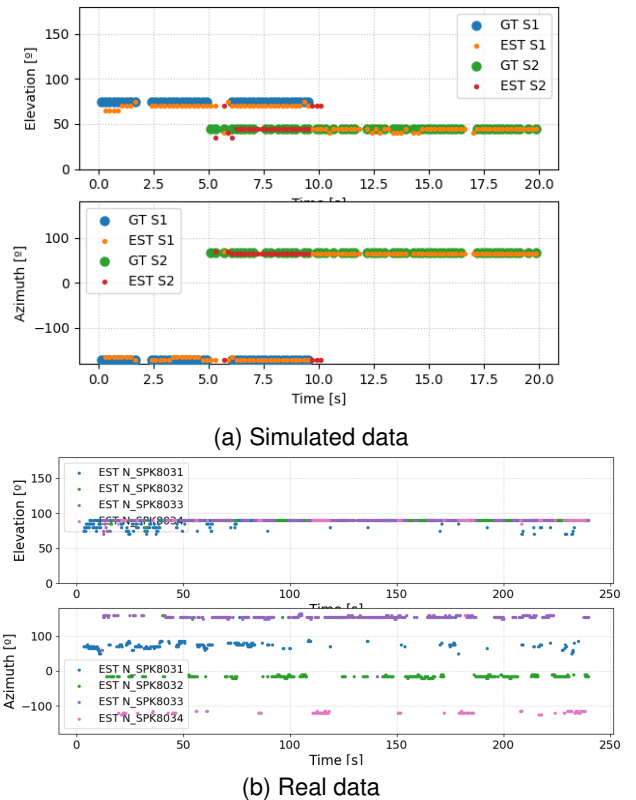 150
100
50
0
Elevation [º]
GT S1
EST S1
GT S2
EST S2
0.0 2.5 5.0 7.5 10.0 12.5 15.0 17.5 20.0
Time [s]
100
0
−100
Azimuth [º]
GT S1
EST S1
GT S2
EST S2
0.0 2.5 5.0 7.5 10.0 12.5 15.0 17.5 20.0
Time [s]
(a) Simulated data
150
100
50
0
Elevation [º]
EST N_SPK8031
EST N_SPK8032
EST N_SPK8033
EST N_SPK8034
0 50 100 150 200 250
Time [s]
100
0
−100
Azimuth [º]
EST N_SPK8031
EST N_SPK8032
EST N_SPK8033
EST N_SPK8034
0 50 100 150 200 250
Time [s]
(b) Real data